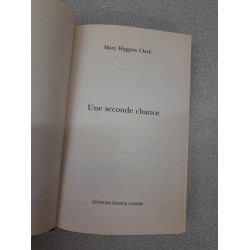 Mary Higgins Clark
Une seconde chance
ÉDITIONS FRANCE LOISIRS